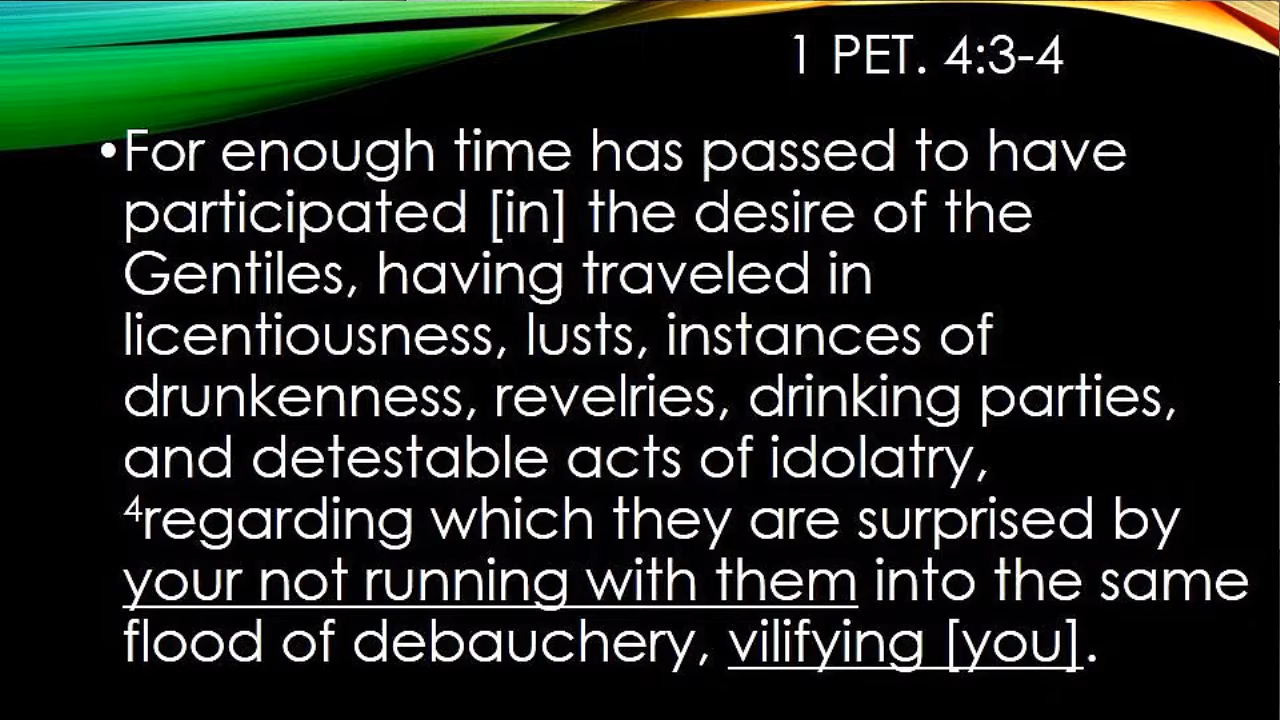 1 PET. 4:3-4
•For enough time has passed to have
participated [in] the desire of the
Gentiles, having traveled in
licentiousness, lusts, instances of
drunkenness, revelries, drinking parties,
and detestable acts of idolatry,
⁴regarding which they are surprised by
your not running with them into the same
flood of debauchery, vilifying [you].